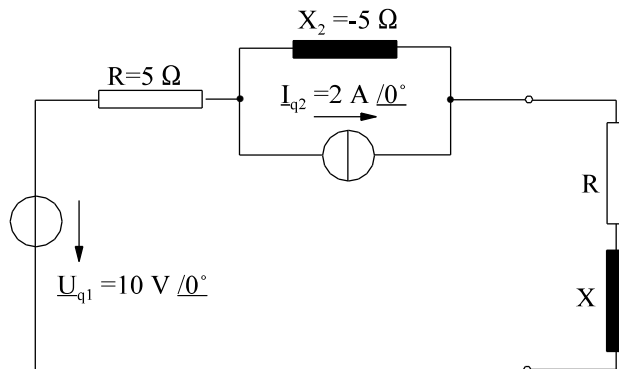 X2 =-5 Ω
R=5 Ω
Iq2 =2 A /0°
R
Uq1 =10 V /0°
X